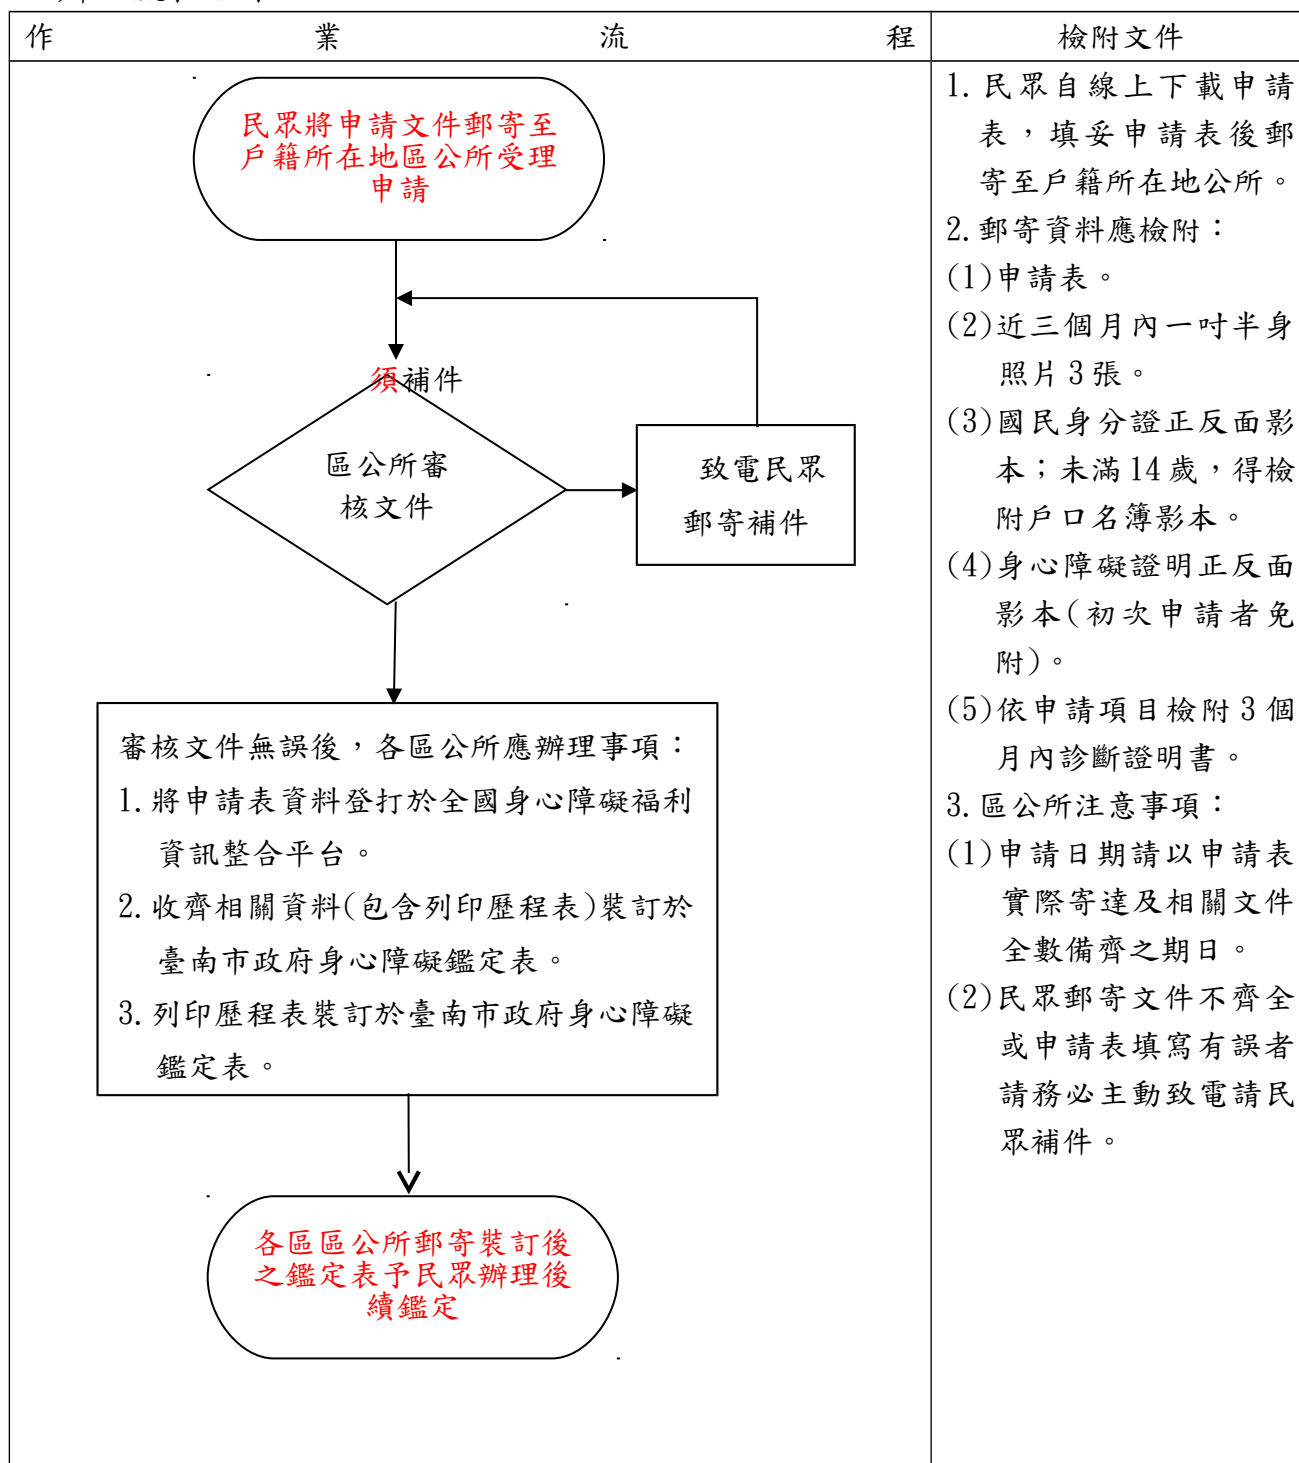 作業流程
檢附文件
民眾將申請文件郵寄至
戶籍所在地區公所受理
申請
須補件
區公所審
核文件
致電民眾
郵寄補件
審核文件無誤後，各區公所應辦理事項：
1.將申請表資料登打於全國身心障礙福利
資訊整合平台。
2.收齊相關資料(包含列印歷程表)裝訂於
臺南市政府身心障礙鑑定表。
3.列印歷程表裝訂於臺南市政府身心障礙
鑑定表。
各區區公所郵寄裝訂後
之鑑定表予民眾辦理後
續鑑定
1.民眾自線上下載申請
表，填妥申請表後郵
寄至戶籍所在地公所。
2.郵寄資料應檢附：
(1)申請表。
(2)近三個月內一吋半身
照片3張。
(3)國民身分證正反面影
本；未滿14歲，得檢
附戶口名簿影本。
(4)身心障礙證明正反面
影本(初次申請者免
附)。
(5)依申請項目檢附3個
月內診斷證明書。
3.區公所注意事項：
(1)申請日期請以申請表
實際寄達及相關文件
全數備齊之期日。
(2)民眾郵寄文件不齊全
或申請表填寫有誤者
請務必主動致電請民
眾補件。